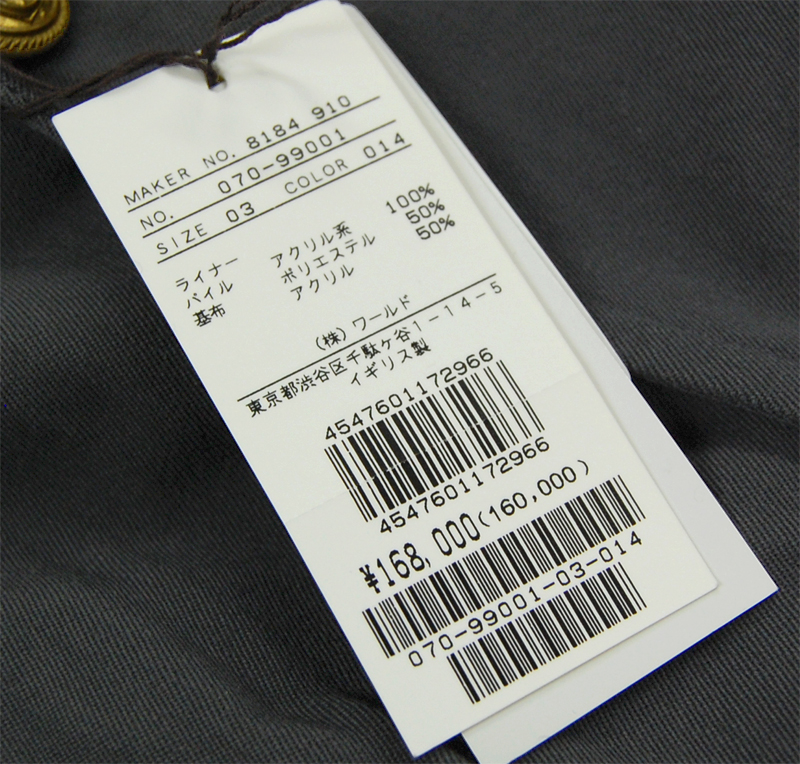 MAKER NO. 8184 910
NO. 070-99001
SIZE 03 COLOR 014
ライナー アクリル系 100%
パイル ポリエステル 50%
基布 アクリル 50%
(株) ワールド
東京都渋谷区千駄ヶ谷1-14-5
イギリス製
4547601172966
4547601172966
¥168,000(160,000)
070-99001-03-014